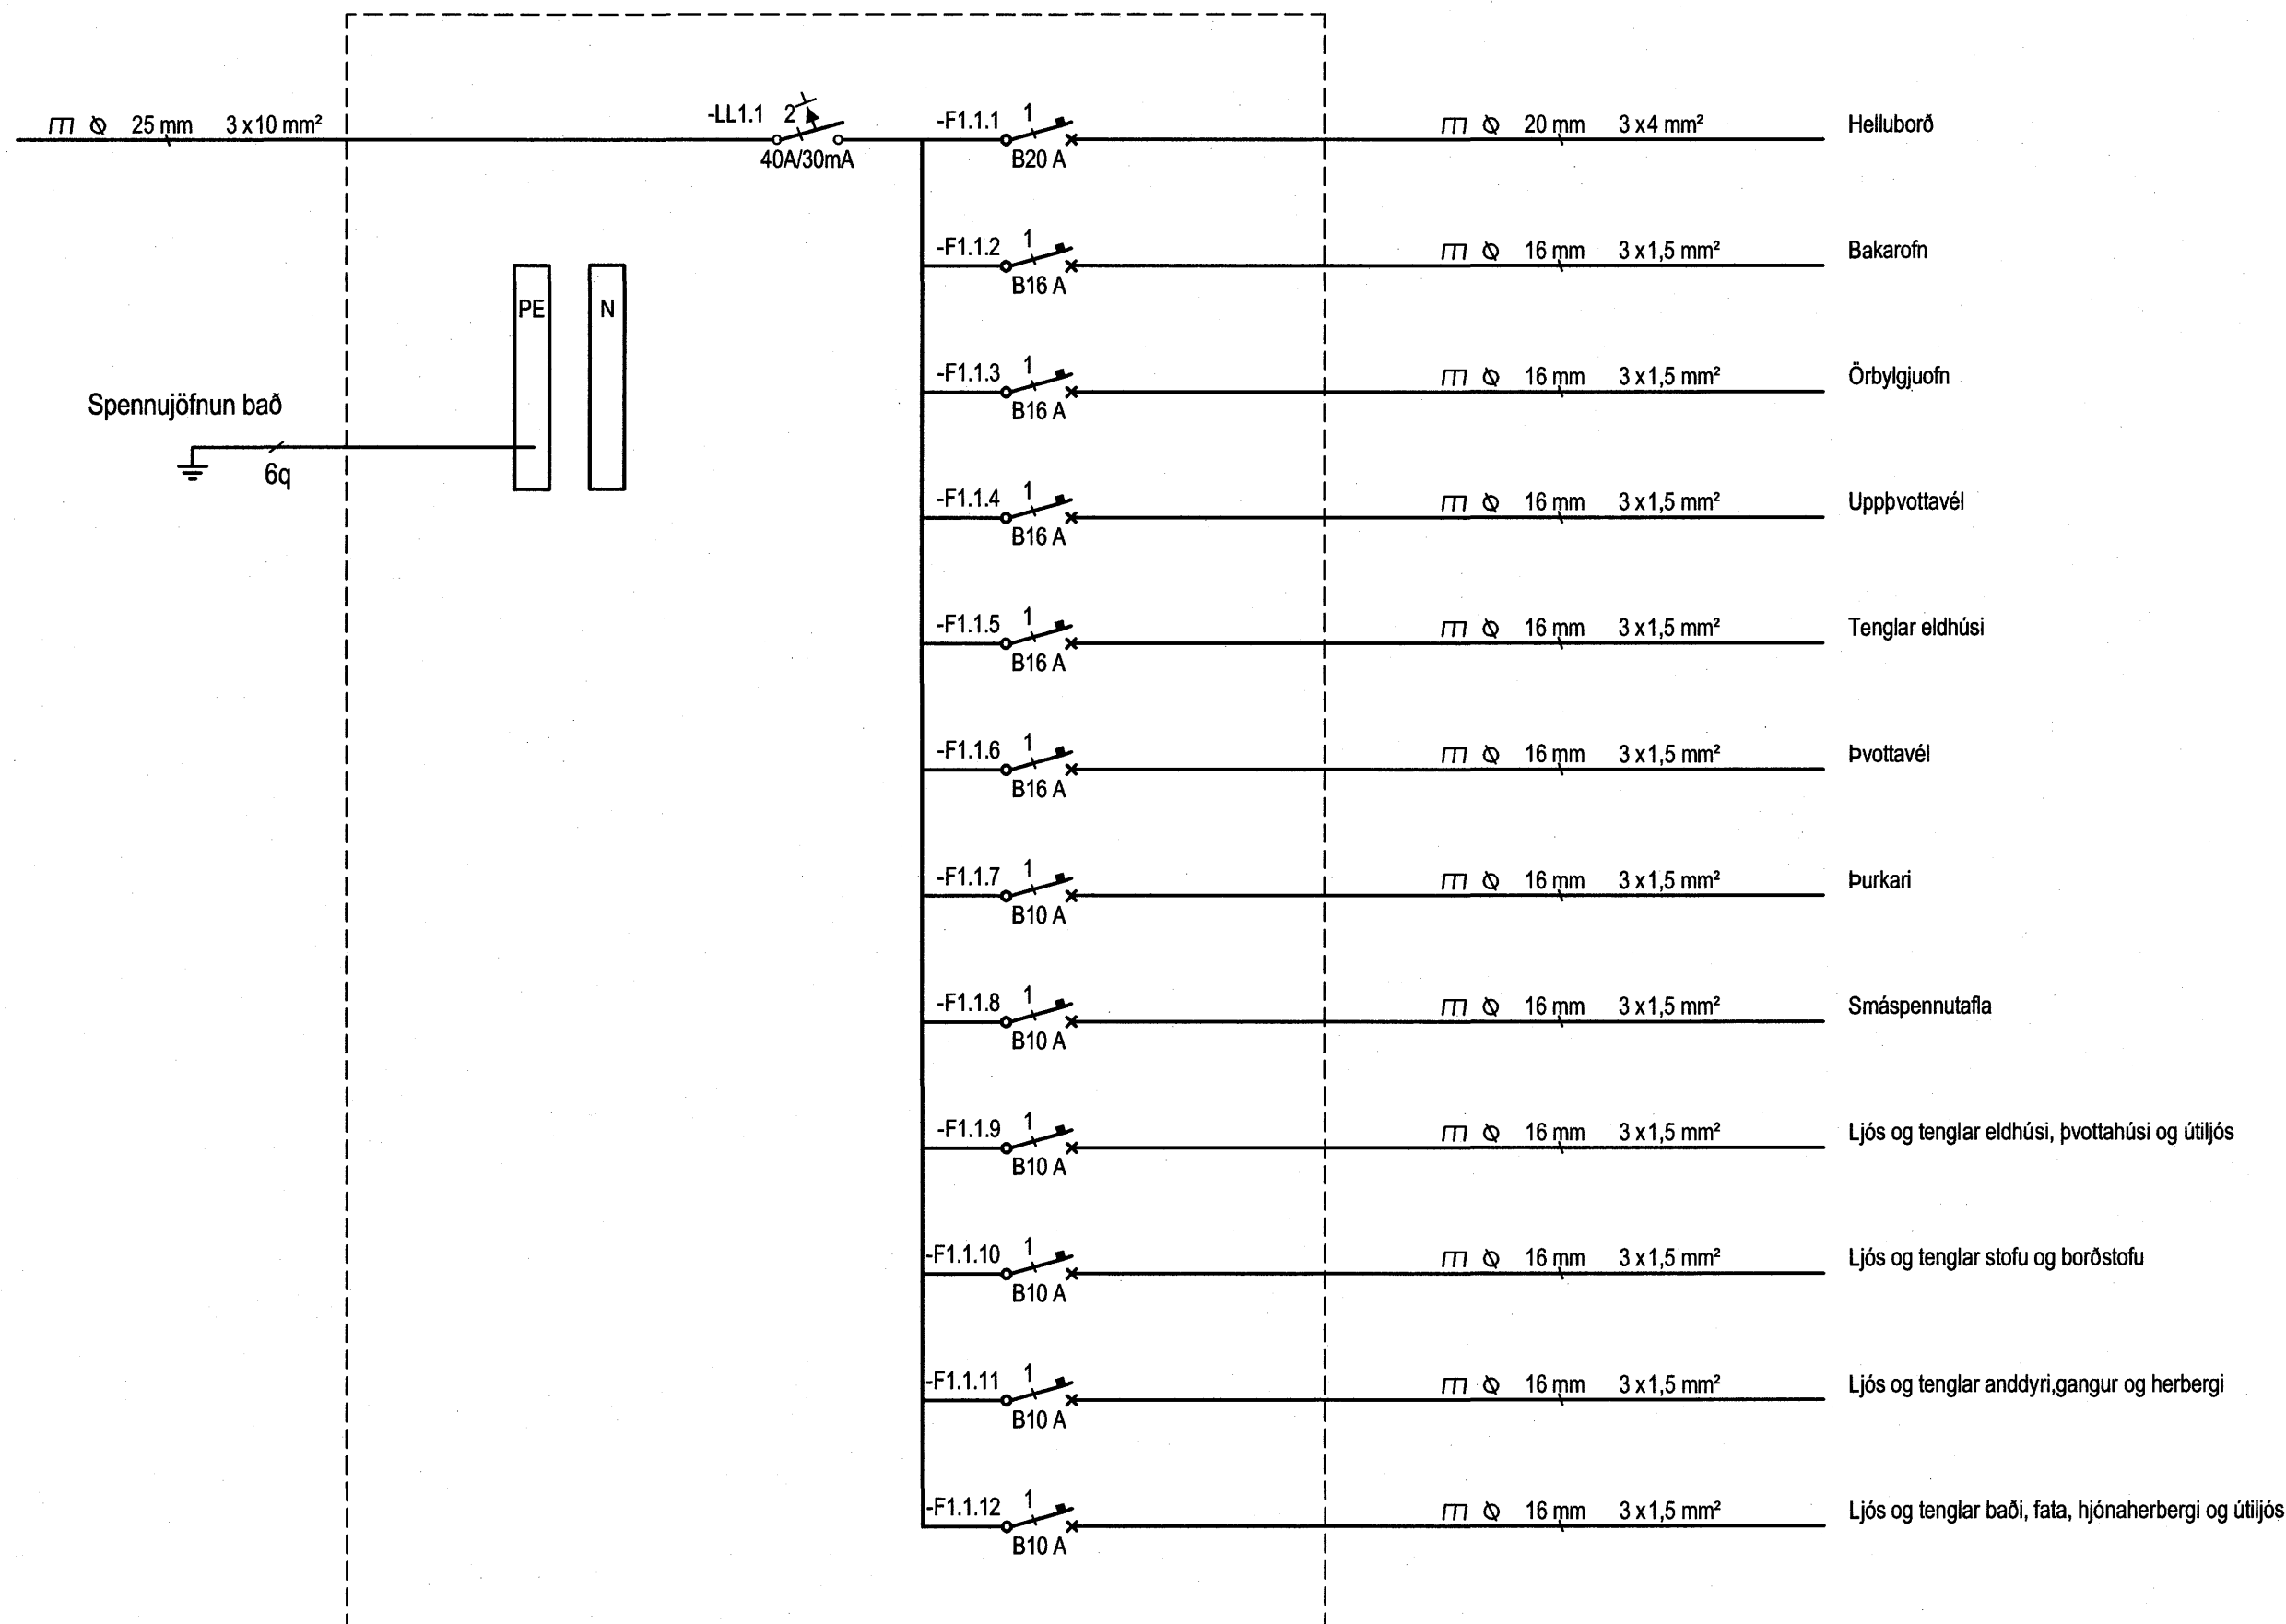 25 mm 3 x 10 mm²
-LL1.1 2
40A/30mA
-F1.1.1 1
B20 A
20 mm 3 x 4 mm² Helluborð
-F1.1.2 1
B16 A
16 mm 3 x 1,5 mm² Bakarofn
PE N
-F1.1.3 1
B16 A
16 mm 3 x 1,5 mm² Örbylgjuofn
Spennujöfnun bað
6q
-F1.1.4 1
B16 A
16 mm 3 x 1,5 mm² Uppþvottavél
-F1.1.5 1
B16 A
16 mm 3 x 1,5 mm² Tenglar eldhúsi
-F1.1.6 1
B16 A
16 mm 3 x 1,5 mm² Þvottavél
-F1.1.7 1
B10 A
16 mm 3 x 1,5 mm² Þurkari
-F1.1.8 1
B10 A
16 mm 3 x 1,5 mm² Smáspennutafla
-F1.1.9 1
B10 A
16 mm 3 x 1,5 mm² Ljós og tenglar eldhúsi, þvottahúsi og útiljós
-F1.1.10 1
B10 A
16 mm 3 x 1,5 mm² Ljós og tenglar stofu og borðstofu
-F1.1.11 1
B10 A
16 mm 3 x 1,5 mm² Ljós og tenglar anddyri,gangur og herbergi
-F1.1.12 1
B10 A
16 mm 3 x 1,5 mm² Ljós og tenglar baði, fata, hjónaherbergi og útiljós